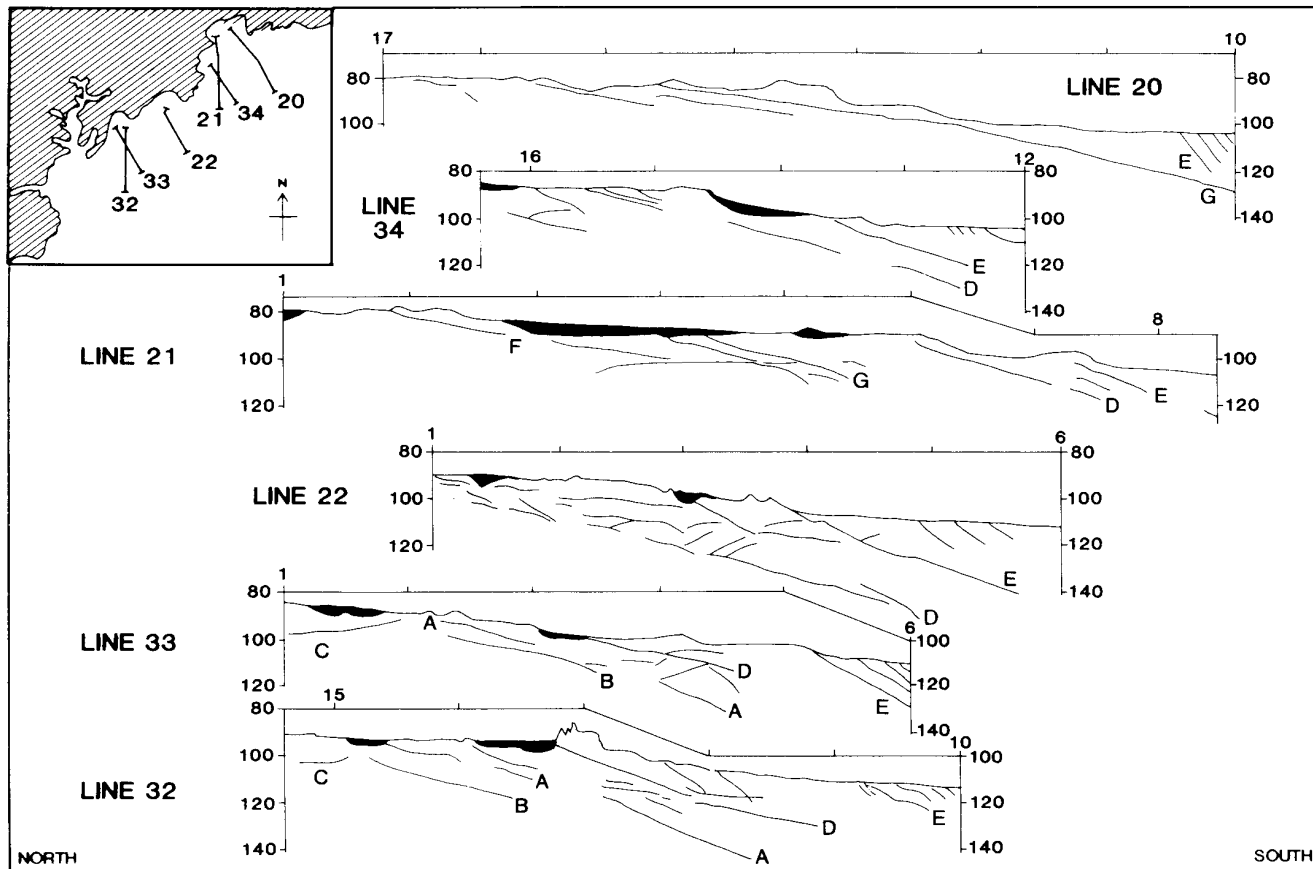 17 10
80 80
LINE 20
100 100
E 120
G 140
N
20
21 34
22
33
32
80 16 12 80
LINE
34
100 100
120 E 120
D
140
1
80
8
LINE 21
100 100
F
G
D E
120 120
1 6
80 80
LINE 22
100 100
120 120
E 140
D
1
80
6
100
LINE 33
100
A
C
B D
120 120
A E 140
15
80
10
100 100
LINE 32
C A
B
120 120
D E
140 140
A
NORTH SOUTH